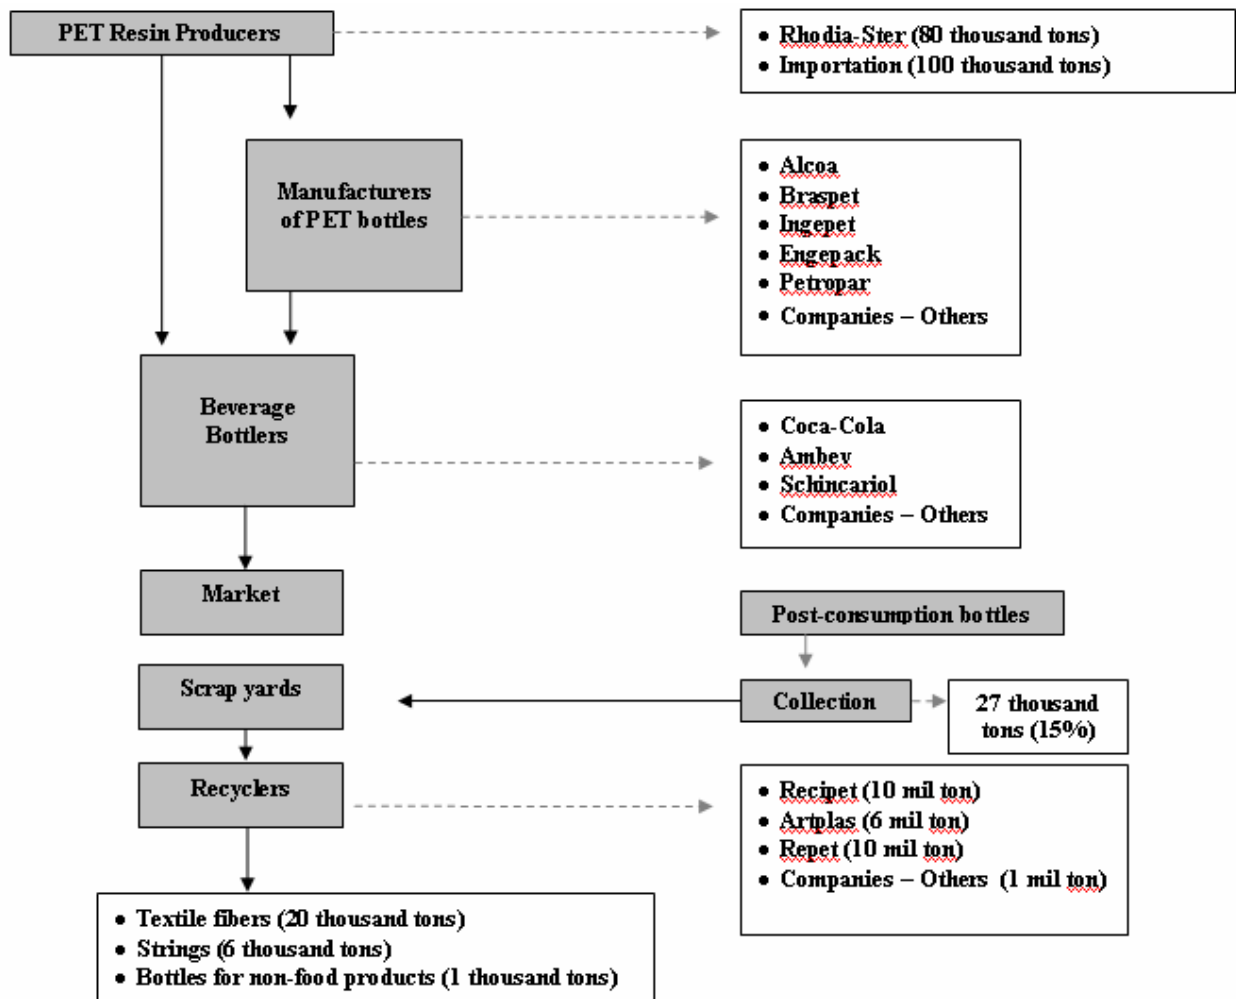 PET Resin Producers
• Rhodia-Ster (80 thousand tons)
• Importation (100 thousand tons)
Manufacturers
of PET bottles
• Alcoa
• Braspet
• Ingepet
• Engepack
• Petropar
• Companies – Others
Beverage
Bottlers
• Coca-Cola
• Ambev
• Schincariol
• Companies – Others
Market
Post-consumption bottles
Scrap yards
Collection
27 thousand
tons (15%)
Recyclers
• Recipet (10 mil ton)
• Artplas (6 mil ton)
• Repet (10 mil ton)
• Companies – Others (1 mil ton)
• Textile fibers (20 thousand tons)
• Strings (6 thousand tons)
• Bottles for non-food products (1 thousand tons)